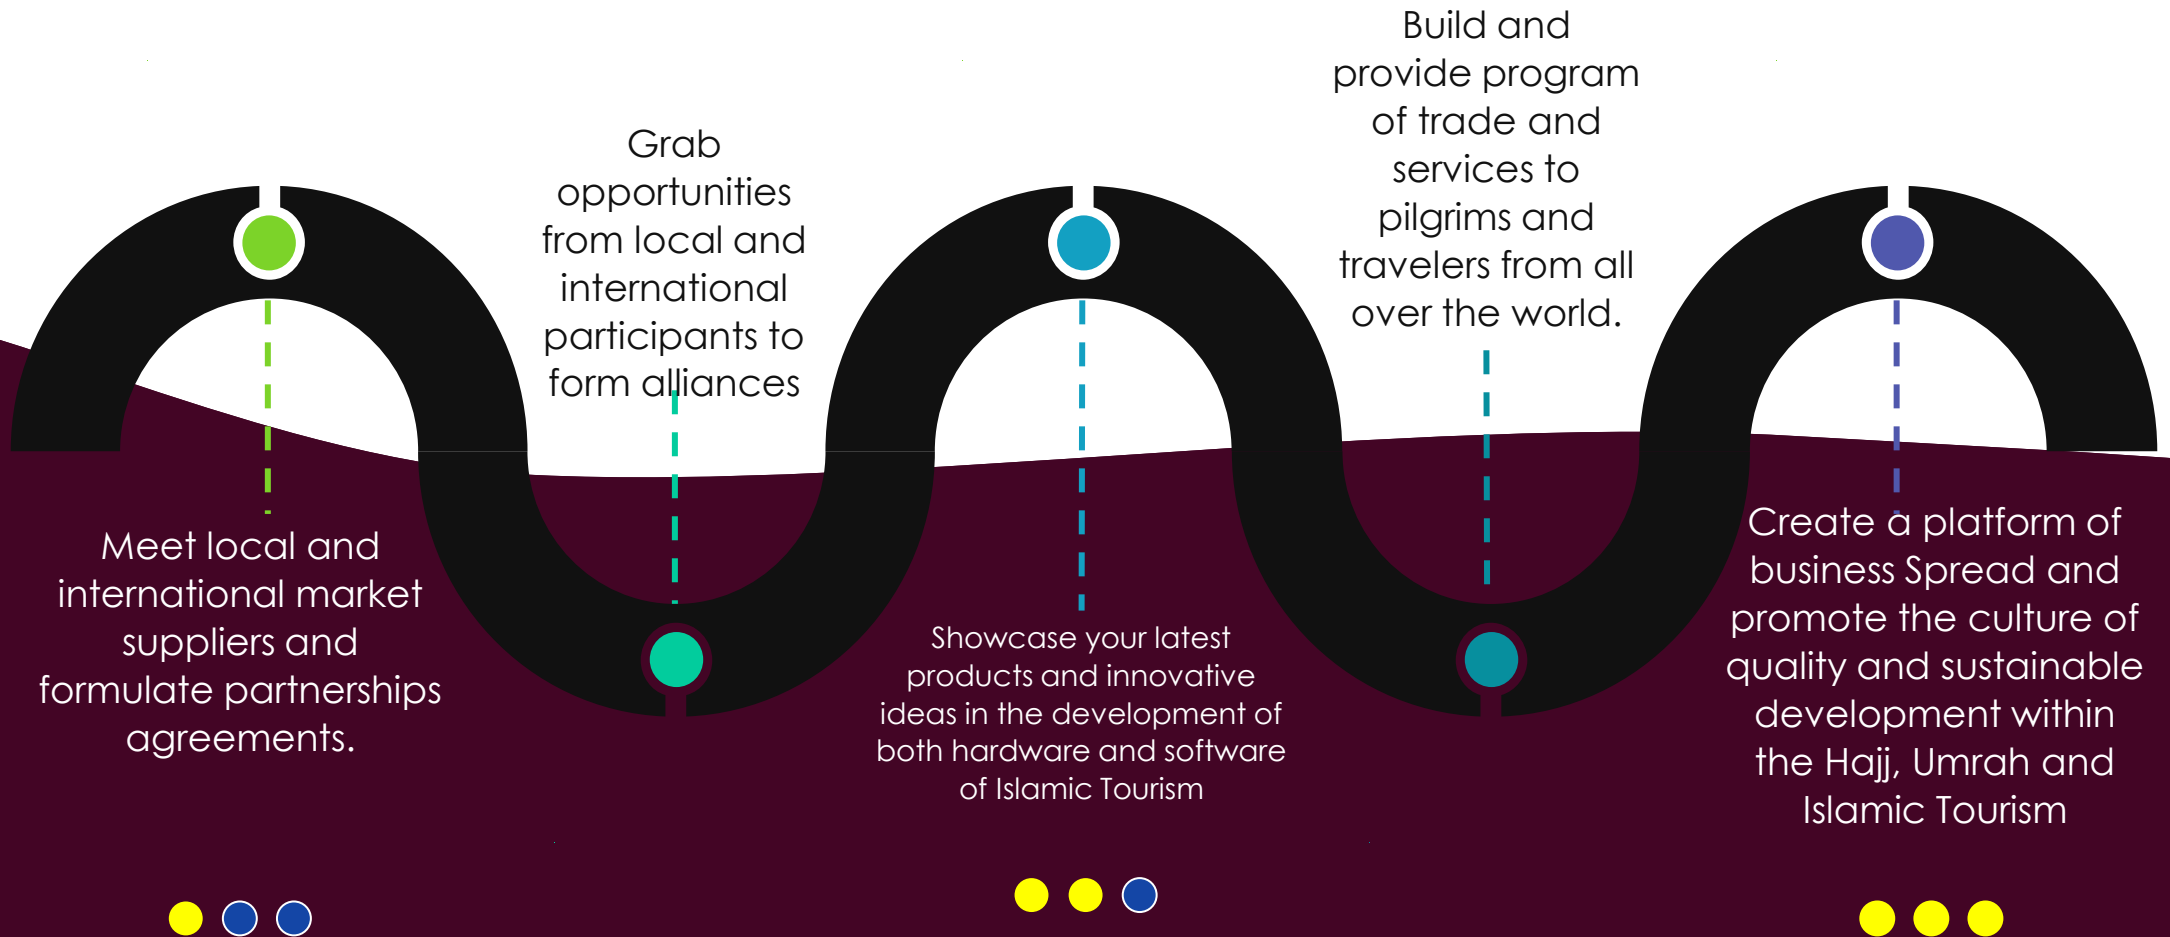 Meet local and
international market
suppliers and
formulate partnerships
agreements.
Grab
opportunities
from local and
international
participants to
form alliances
Showcase your latest
products and innovative
ideas in the development of
both hardware and software
of Islamic Tourism
Build and
provide program
of trade and
services to
pilgrims and
travelers from all
over the world.
Create a platform of
business Spread and
promote the culture of
quality and sustainable
development within
the Hajj, Umrah and
Islamic Tourism